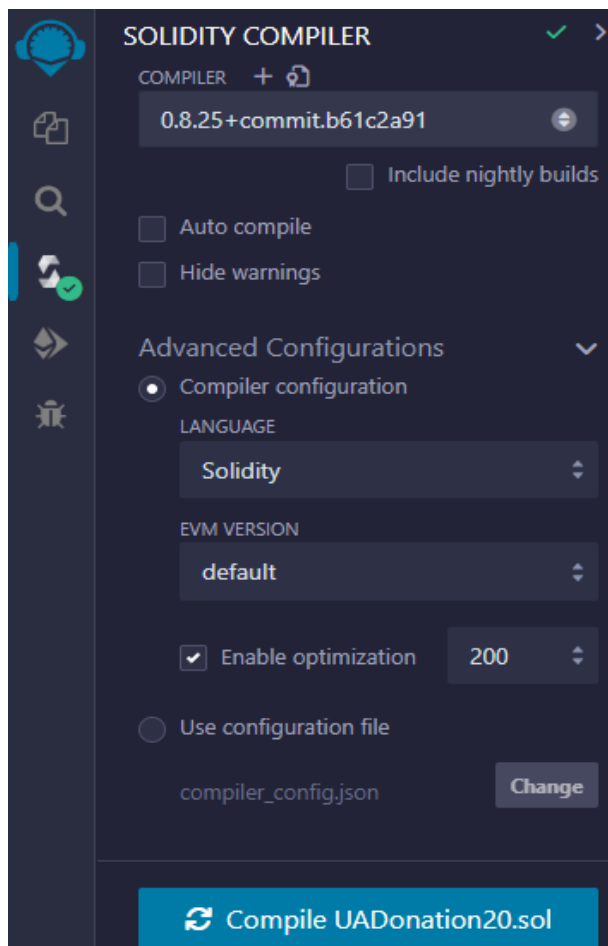 SOLIDITY COMPILER
COMPILER
0.8.25+commit.b61c2a91
Include nightly builds
Auto compile
Hide warnings
Advanced Configurations
Compiler configuration
LANGUAGE
Solidity
EVM VERSION
default
Enable optimization 200
Use configuration file
compiler_config.json Change
Compile UADonation20.sol